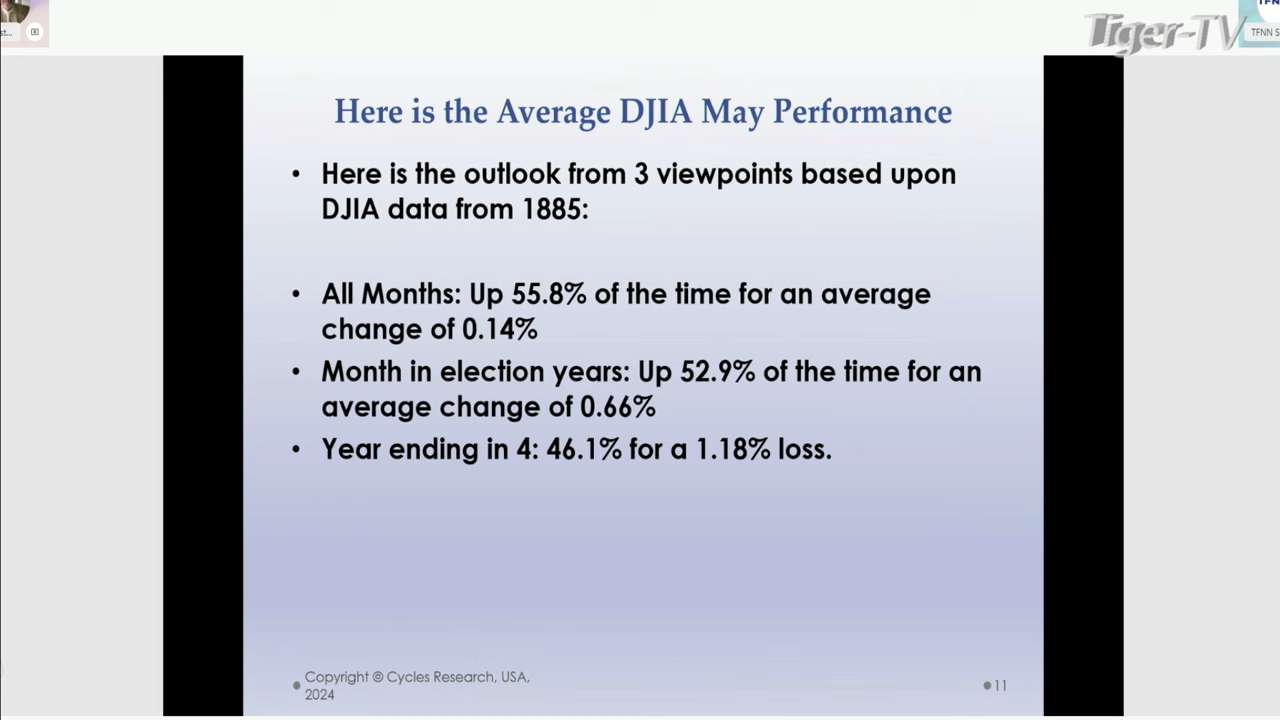 st...
Tiger-TV
TFNN S
Here is the Average DJIA May Performance
• Here is the outlook from 3 viewpoints based upon
DJIA data from 1885:
• All Months: Up 55.8% of the time for an average
change of 0.14%
• Month in election years: Up 52.9% of the time for an
average change of 0.66%
• Year ending in 4: 46.1% for a 1.18% loss.
Copyright © Cycles Research, USA,
2024
11